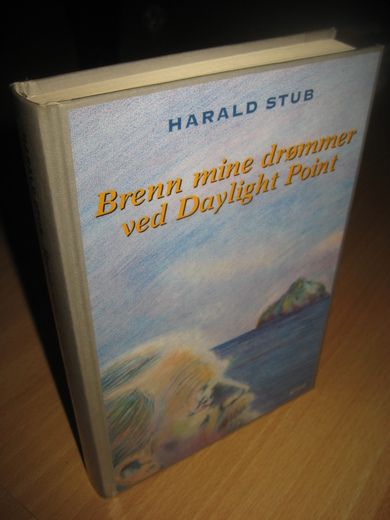 HARALD STUB
Brenn mine drømmer
ved Daylight Point